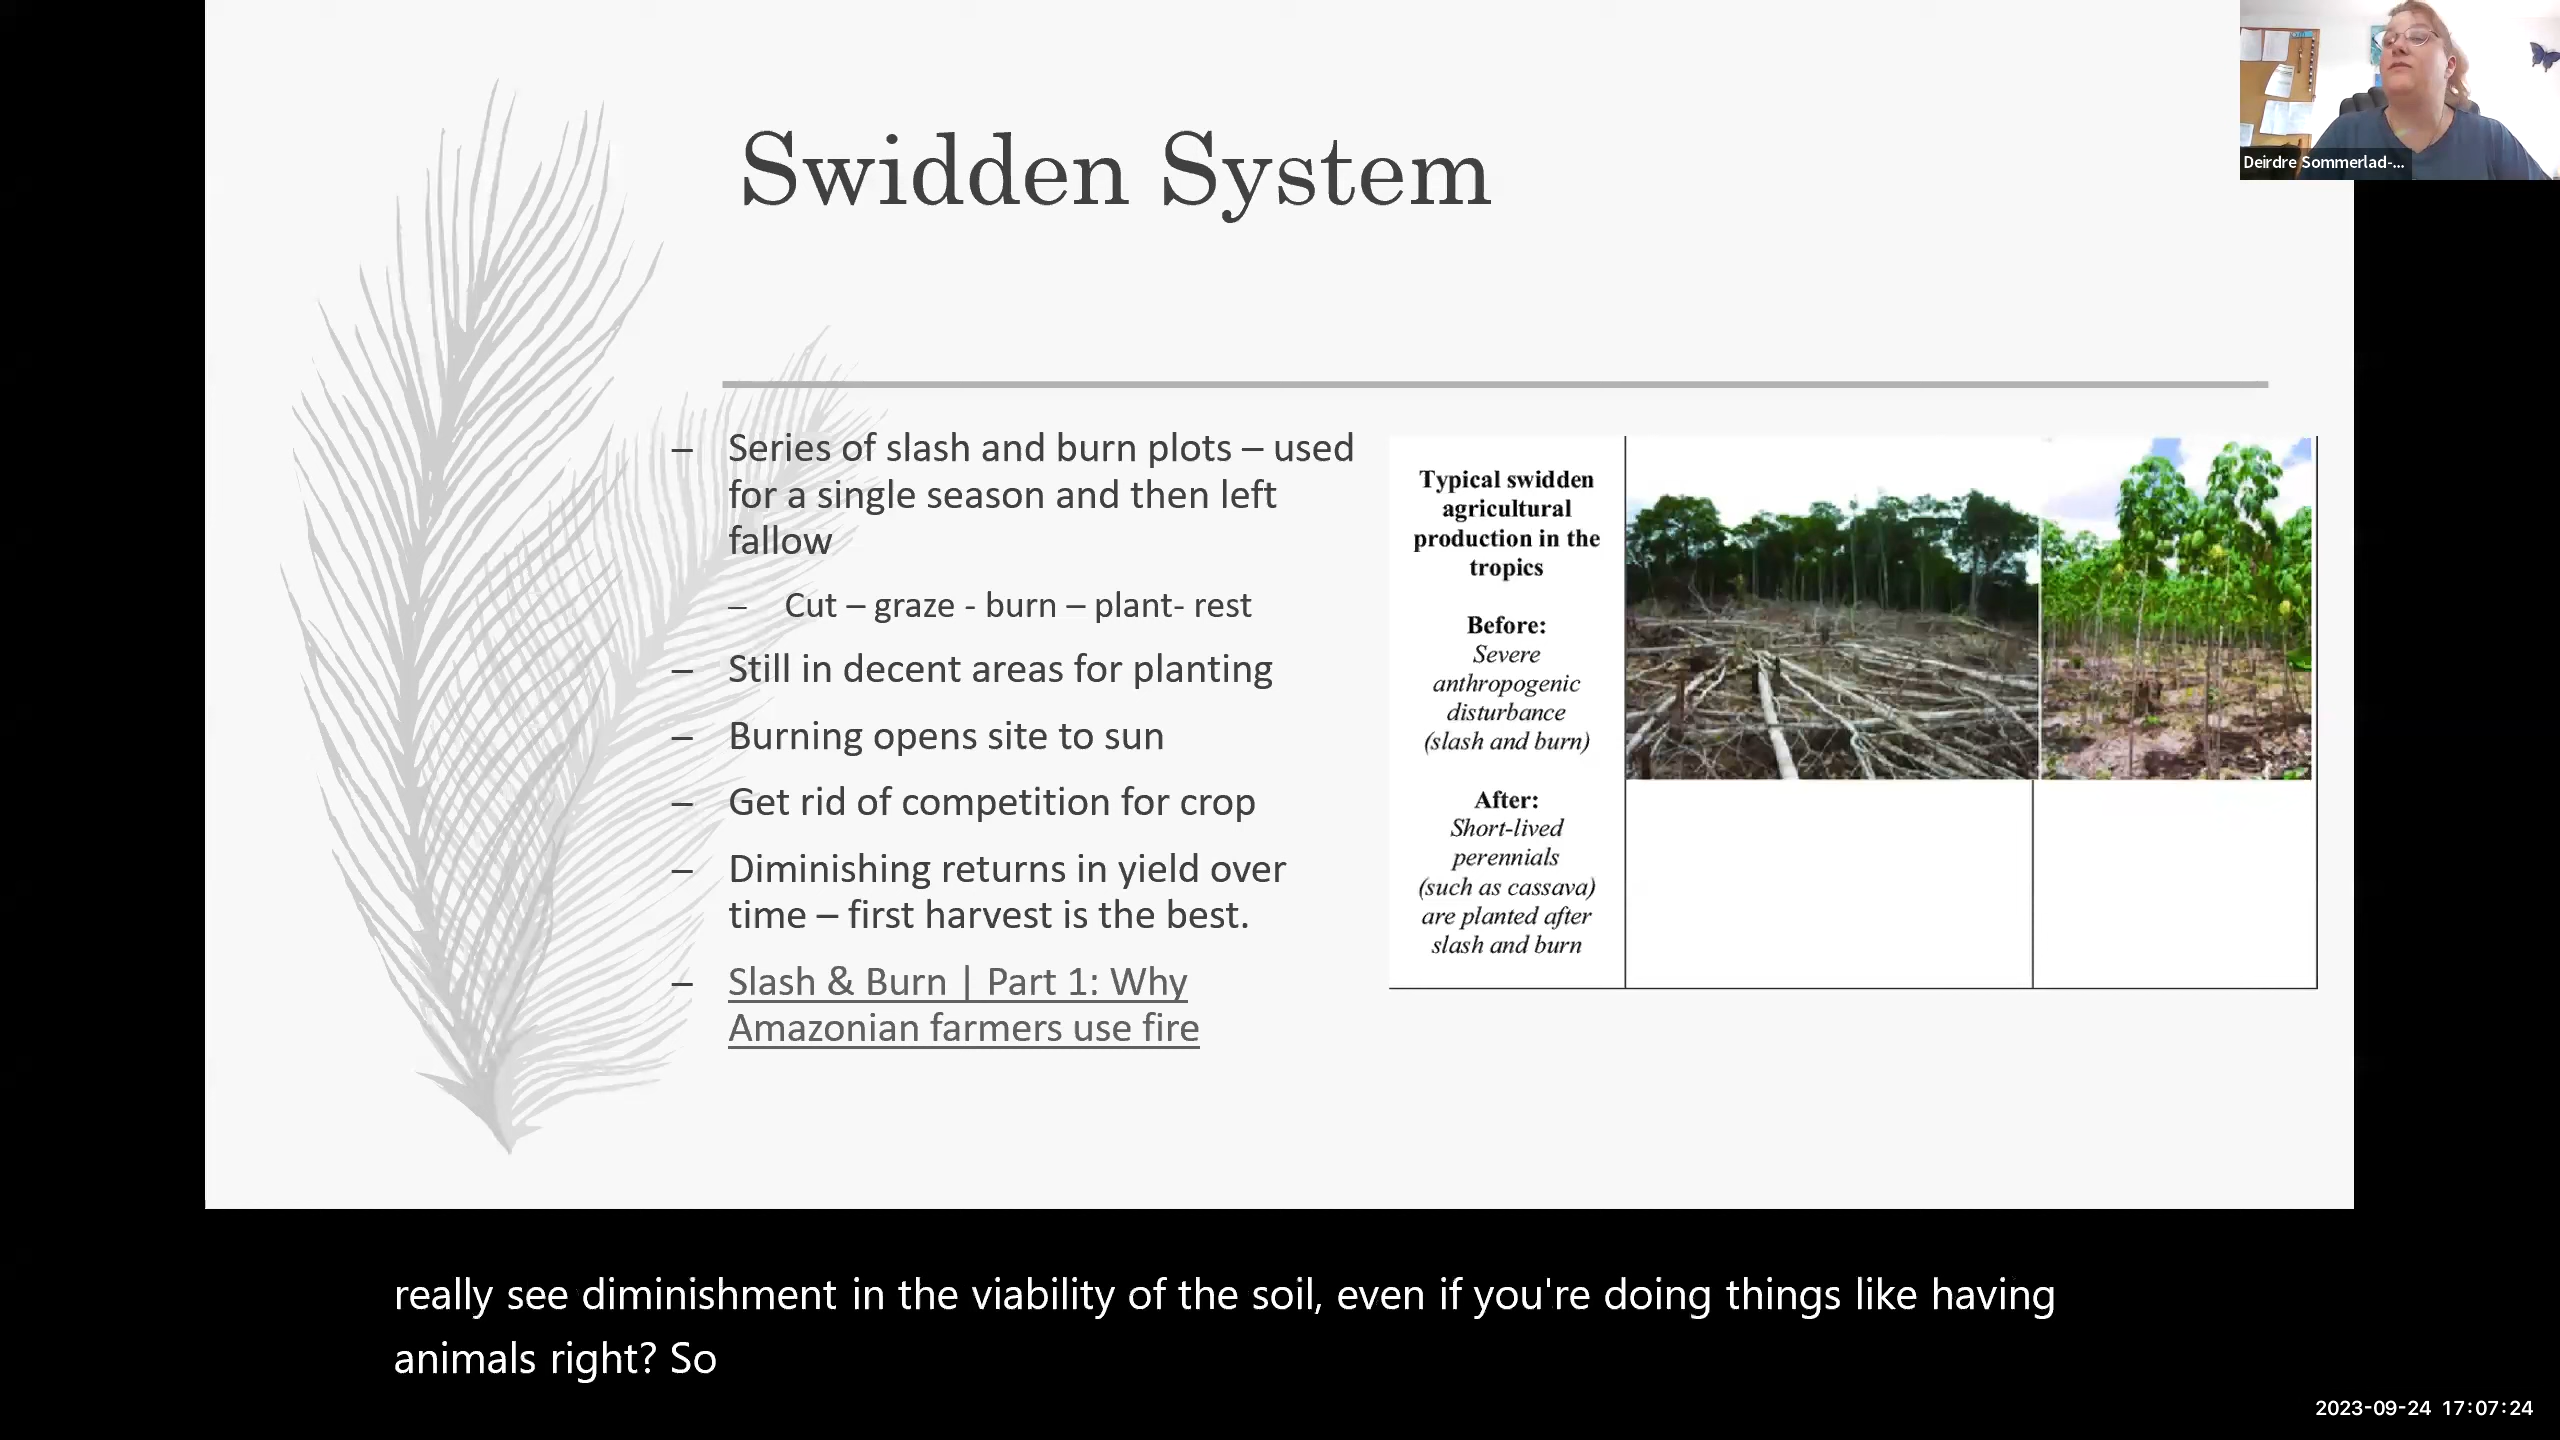 Swidden System
– Series of slash and burn plots – used
for a single season and then left
fallow
– Cut – graze - burn – plant- rest
– Still in decent areas for planting
– Burning opens site to sun
– Get rid of competition for crop
– Diminishing returns in yield over
time – first harvest is the best.
– Slash & Burn | Part 1: Why
Amazonian farmers use fire
Typical swidden
agricultural
production in the
tropics
Before:
Severe
anthropogenic
disturbance
(slash and burn)
After:
Short-lived
perennials
(such as cassava)
are planted after
slash and burn
Deirdre Sommerlad-...
really see diminishment in the viability of the soil, even if you're doing things like having
animals right? So
2023-09-24 17:07:24